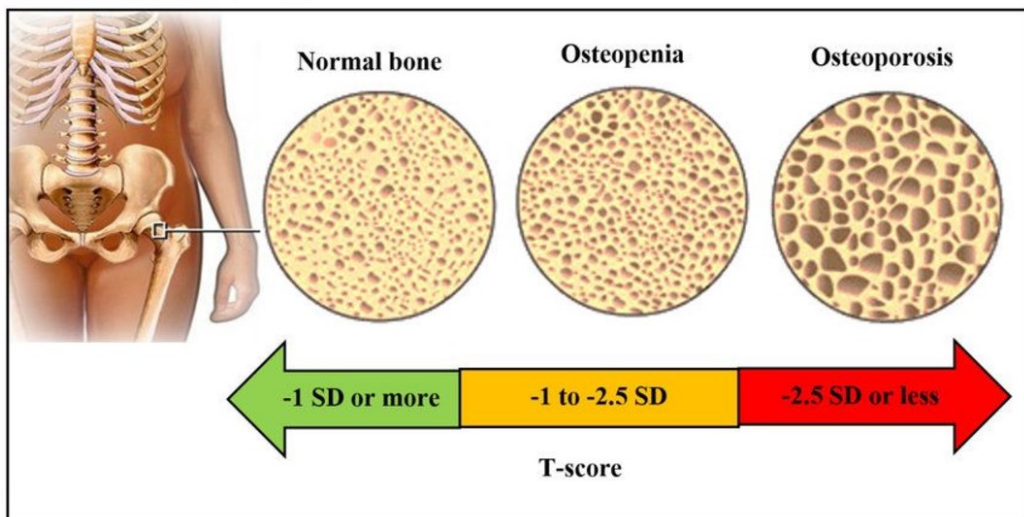 Normal bone
Osteopenia
Osteoporosis
-1 SD or more
-1 to -2.5 SD
-2.5 SD or less
T-score